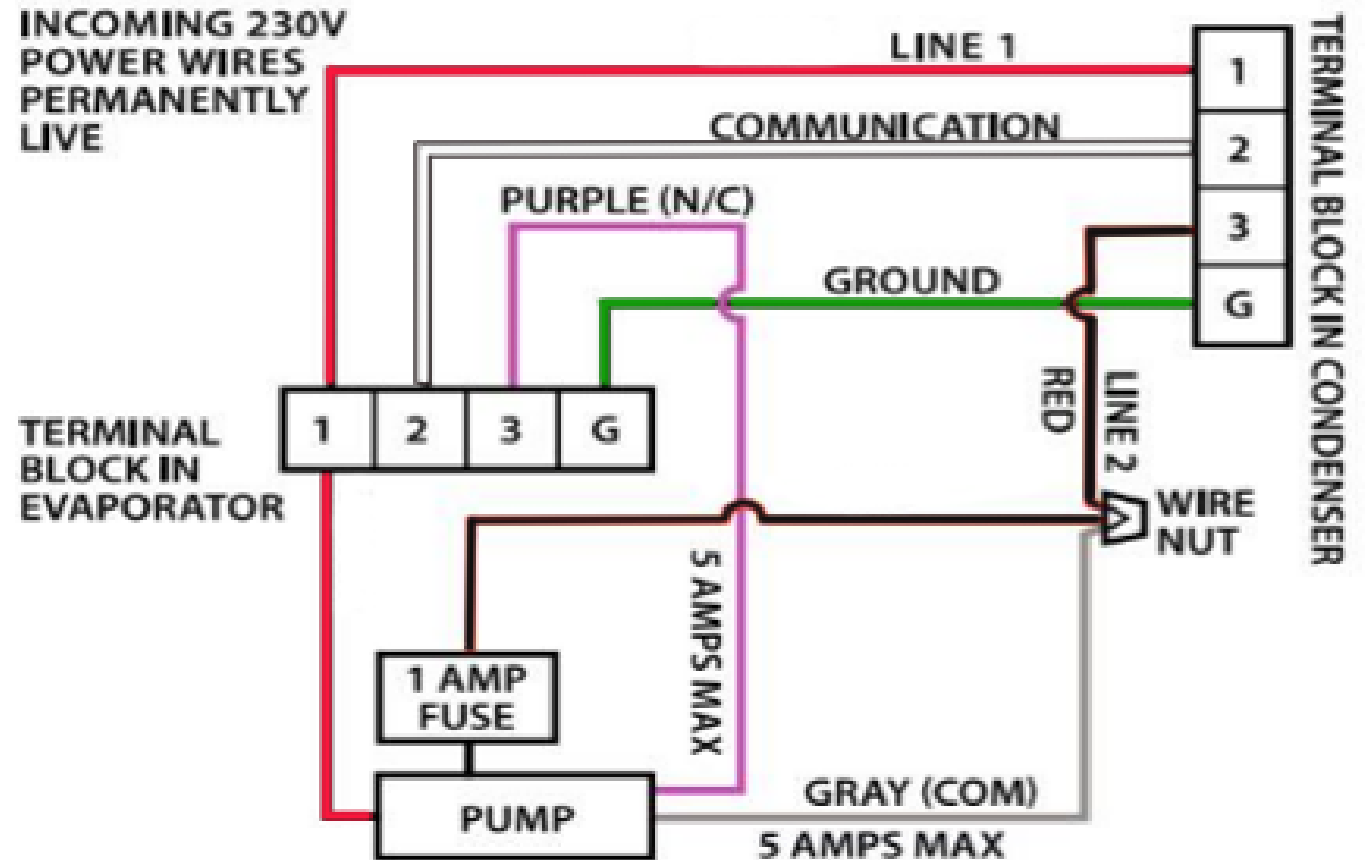 INCOMING 230V
POWER WIRES
PERMANENTLY
LIVE
LINE 1
COMMUNICATION
PURPLE (N/C)
GROUND
1
2
3
G
TERMINAL BLOCK IN CONDENSER
RED
LINE 2
TERMINAL
BLOCK IN
EVAPORATOR
1 2 3 G
WIRE
NUT
5 AMPS MAX
1 AMP
FUSE
PUMP
GRAY (COM)
5 AMPS MAX